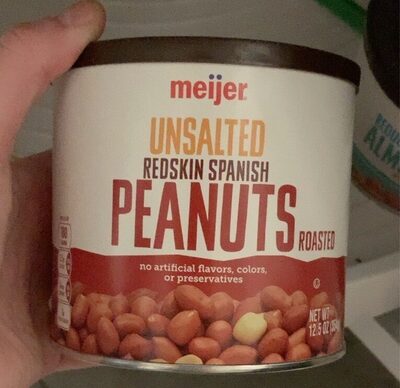 meijer
UNSALTED
REDSKIN SPANISH
PEANUTS
ROASTED
no artificial flavors, colors,
or preservatives
NET WT
12.5 OZ